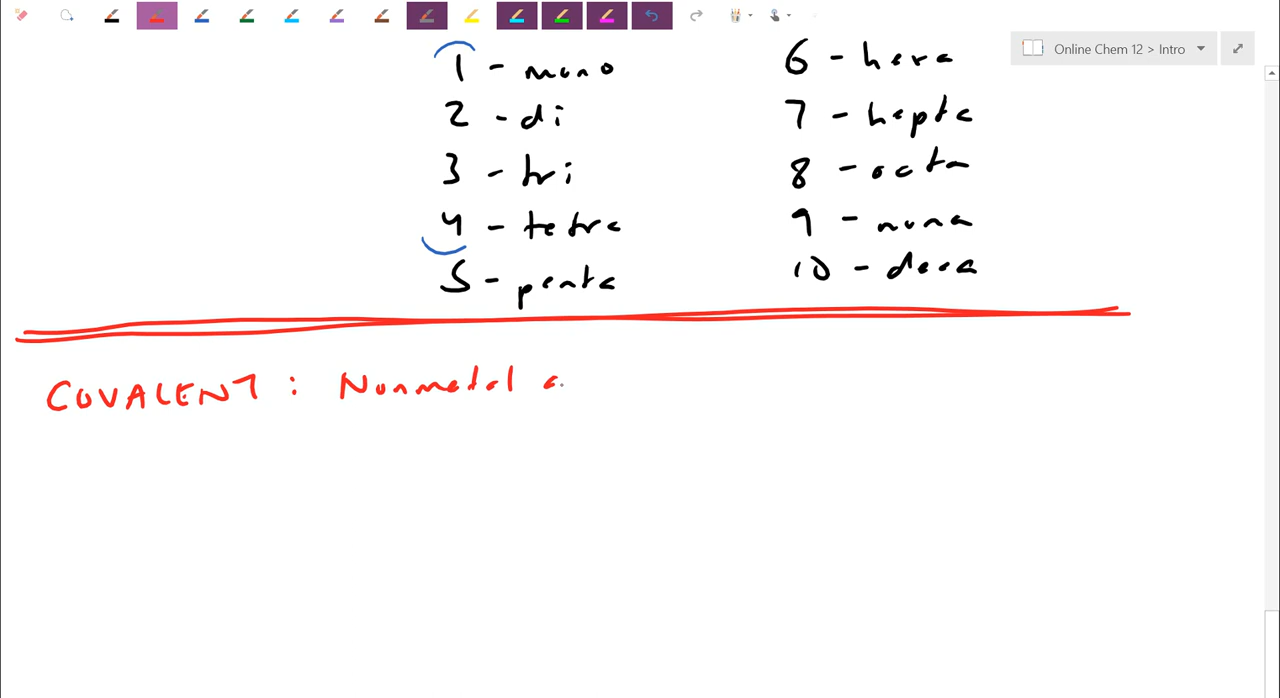 Online Chem 12 > Intro
1 - mono
2 - di
3 - tri
4 - tetra
5 - penta
6 - hexa
7 - hepta
8 - octa
9 - nona
10 - deca
COVALENT : Nonmetal a